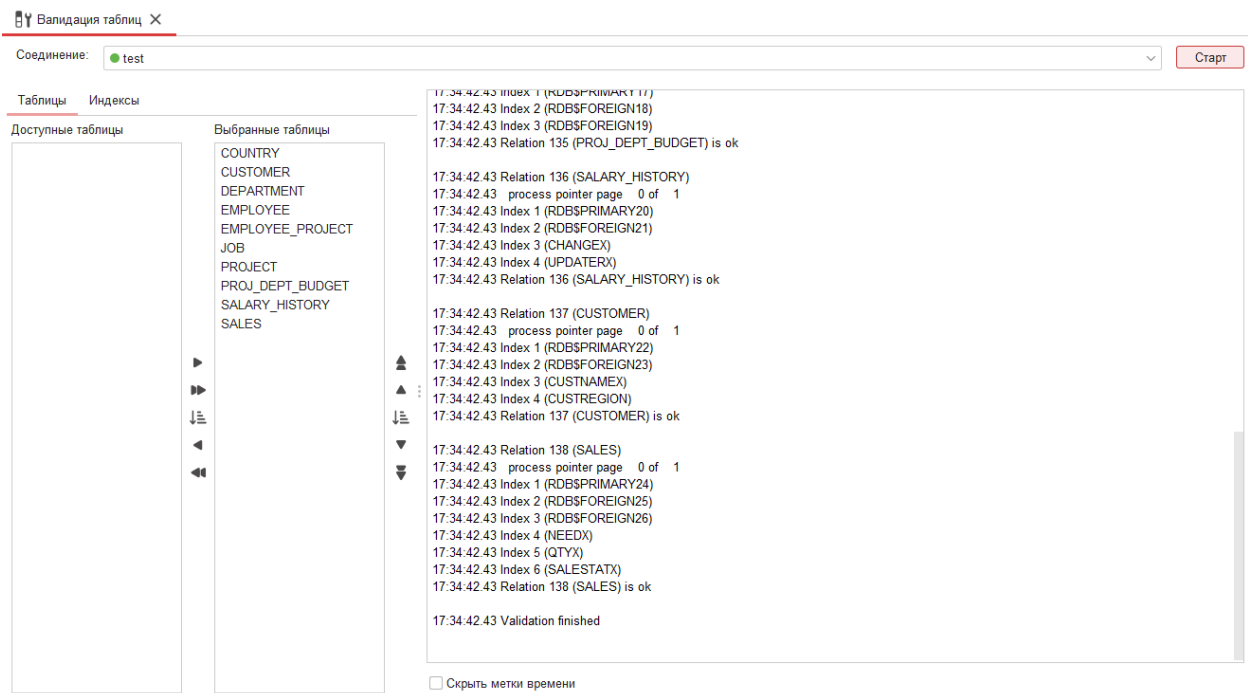 Валидация таблиц
Соединение:
test
Старт
Таблицы
Индексы
Доступные таблицы
Выбранные таблицы
COUNTRY
CUSTOMER
DEPARTMENT
EMPLOYEE
EMPLOYEE_PROJECT
JOB
PROJECT
PROJ_DEPT_BUDGET
SALARY_HISTORY
SALES
17:34:42.43 Index 1 (RDB$PRIMARY17)
17:34:42.43 Index 2 (RDB$FOREIGN18)
17:34:42.43 Index 3 (RDB$FOREIGN19)
17:34:42.43 Relation 135 (PROJ_DEPT_BUDGET) is ok
17:34:42.43 Relation 136 (SALARY_HISTORY)
17:34:42.43 process pointer page 0 of 1
17:34:42.43 Index 1 (RDB$PRIMARY20)
17:34:42.43 Index 2 (RDB$FOREIGN21)
17:34:42.43 Index 3 (CHANGEX)
17:34:42.43 Index 4 (UPDATERX)
17:34:42.43 Relation 136 (SALARY_HISTORY) is ok
17:34:42.43 Relation 137 (CUSTOMER)
17:34:42.43 process pointer page 0 of 1
17:34:42.43 Index 1 (RDB$PRIMARY22)
17:34:42.43 Index 2 (RDB$FOREIGN23)
17:34:42.43 Index 3 (CUSTNAMEX)
17:34:42.43 Index 4 (CUSTREGION)
17:34:42.43 Relation 137 (CUSTOMER) is ok
17:34:42.43 Relation 138 (SALES)
17:34:42.43 process pointer page 0 of 1
17:34:42.43 Index 1 (RDB$PRIMARY24)
17:34:42.43 Index 2 (RDB$FOREIGN25)
17:34:42.43 Index 3 (RDB$FOREIGN26)
17:34:42.43 Index 4 (NEEDX)
17:34:42.43 Index 5 (QTYX)
17:34:42.43 Index 6 (SALESTATX)
17:34:42.43 Relation 138 (SALES) is ok
17:34:42.43 Validation finished
Скрыть метки времени